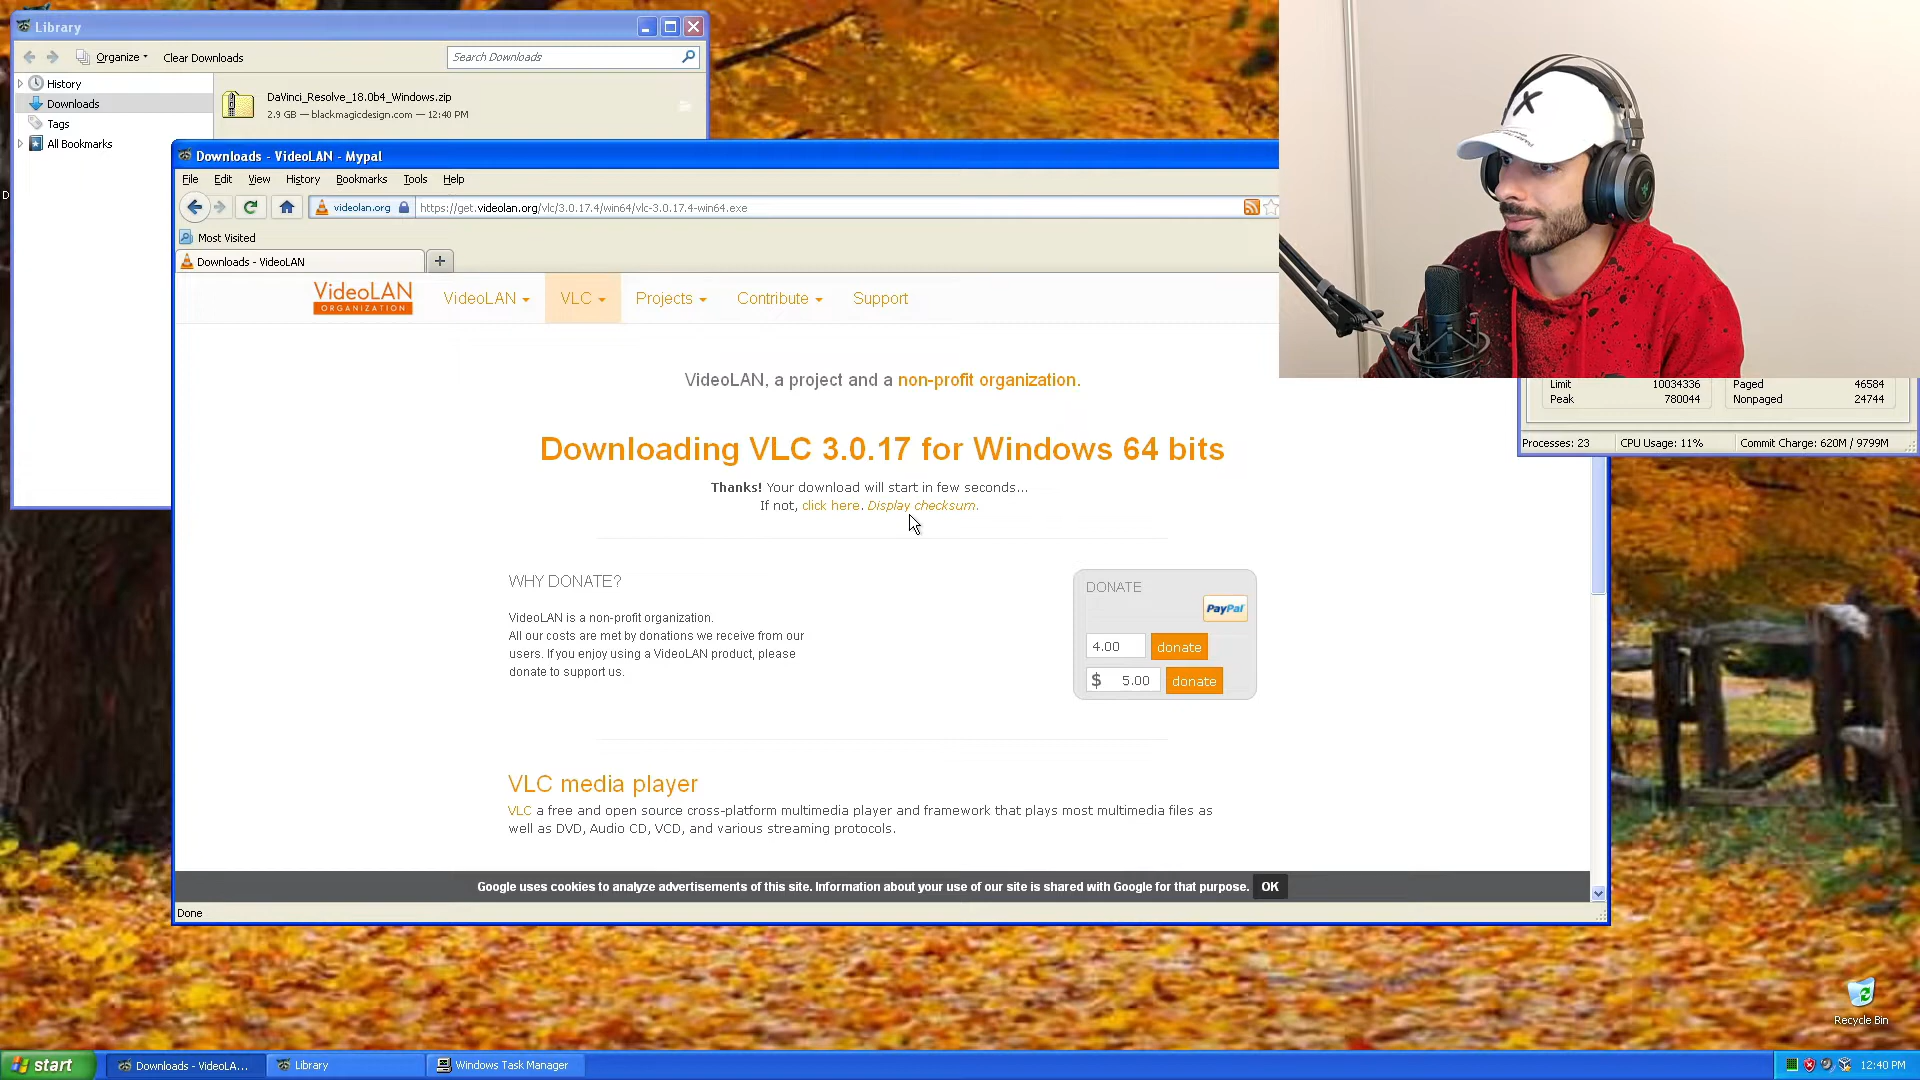 Library
Organize
Clear Downloads
Search Downloads
History
Downloads
Tags
All Bookmarks
DaVinci_Resolve_18.0b4_Windows.zip
2.9 GB — blackmagicdesign.com — 12:40 PM
D
Downloads - VideoLAN - Mypal
File Edit View History Bookmarks Tools Help
videolan.org
https://get.videolan.org/vlc/3.0.17.4/win64/vlc-3.0.17.4-win64.exe
Most Visited
Downloads - VideoLAN
VideoLAN
ORGANIZATION
VideoLAN VLC Projects Contribute Support
VideoLAN, a project and a non-profit organization.
Downloading VLC 3.0.17 for Windows 64 bits
Thanks! Your download will start in few seconds...
If not, click here. Display checksum.
WHY DONATE?
VideoLAN is a non-profit organization.
All our costs are met by donations we receive from our
users. If you enjoy using a VideoLAN product, please
donate to support us.
DONATE
PayPal
4.00 donate
$ 5.00 donate
VLC media player
VLC a free and open source cross-platform multimedia player and framework that plays most multimedia files as
well as DVD, Audio CD, VCD, and various streaming protocols.
Google uses cookies to analyze advertisements of this site. Information about your use of our site is shared with Google for that purpose. OK
Done
X
Limit 10034336 Paged 46584
Peak 780044 Nonpaged 24744
Processes: 23 CPU Usage: 11% Commit Charge: 620M / 9799M
Recycle Bin
start
Downloads - VideoLA...
Library
Windows Task Manager
12:40 PM